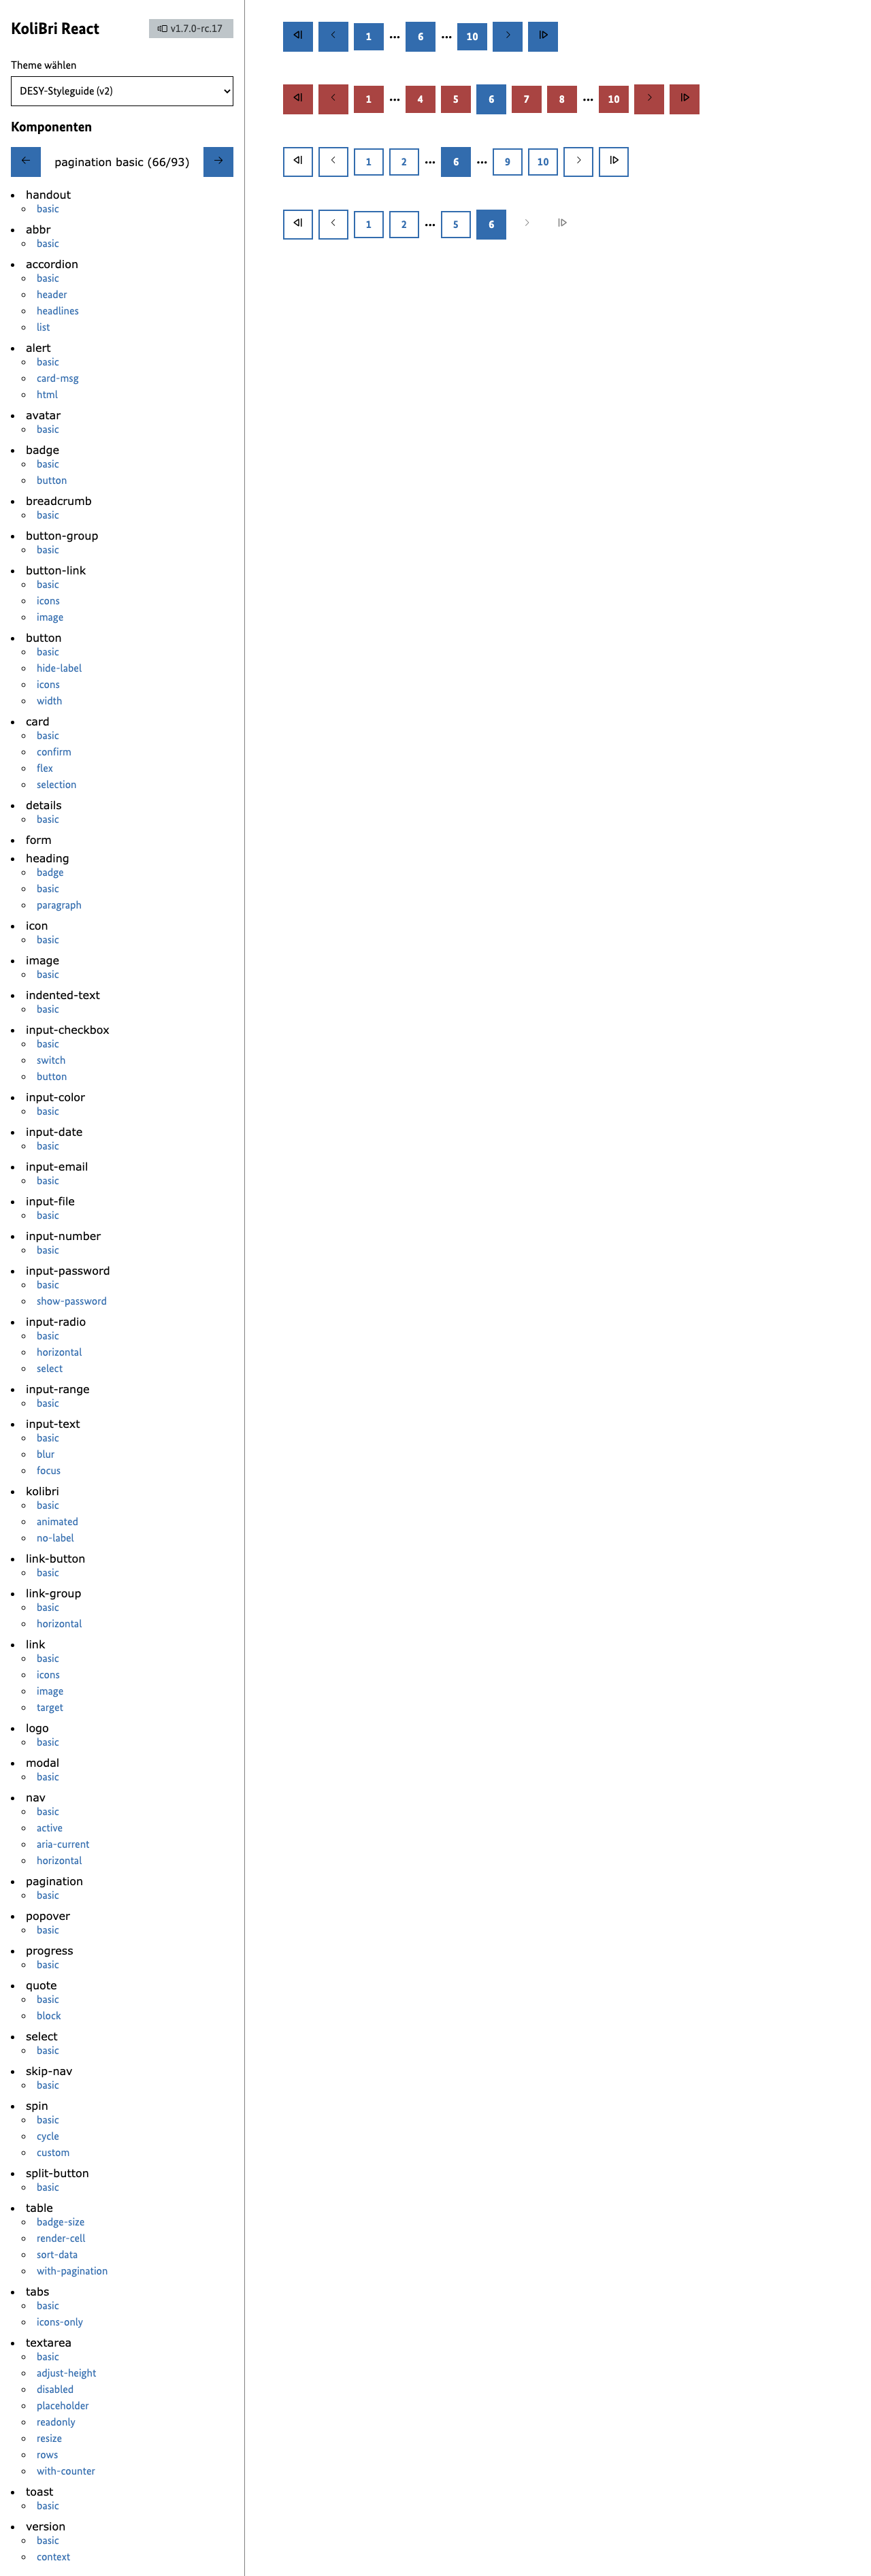 KoliBri React
v1.7.0-rc.17
Theme wählen
DESY-Styleguide (v2)
Komponenten
pagination basic (66/93)
handout
basic
abbr
basic
accordion
basic
header
headlines
list
alert
basic
card-msg
html
avatar
basic
badge
basic
button
breadcrumb
basic
button-group
basic
button-link
basic
icons
image
button
basic
hide-label
icons
width
card
basic
confirm
flex
selection
details
basic
form
heading
badge
basic
paragraph
icon
basic
image
basic
indented-text
basic
input-checkbox
basic
switch
button
input-color
basic
input-date
basic
input-email
basic
input-file
basic
input-number
basic
input-password
basic
show-password
input-radio
basic
horizontal
select
input-range
basic
input-text
basic
blur
focus
kolibri
basic
animated
no-label
link-button
basic
link-group
basic
horizontal
link
basic
icons
image
target
logo
basic
modal
basic
nav
basic
active
aria-current
horizontal
pagination
basic
popover
basic
progress
basic
quote
basic
block
select
basic
skip-nav
basic
spin
basic
cycle
custom
split-button
basic
table
badge-size
render-cell
sort-data
with-pagination
tabs
basic
icons-only
textarea
basic
adjust-height
disabled
placeholder
readonly
resize
rows
with-counter
toast
basic
version
basic
context
1 ••• 6 ••• 10
1 ••• 4 5 6 7 8 ••• 10
1 2 ••• 6 ••• 9 10
1 2 ••• 5 6